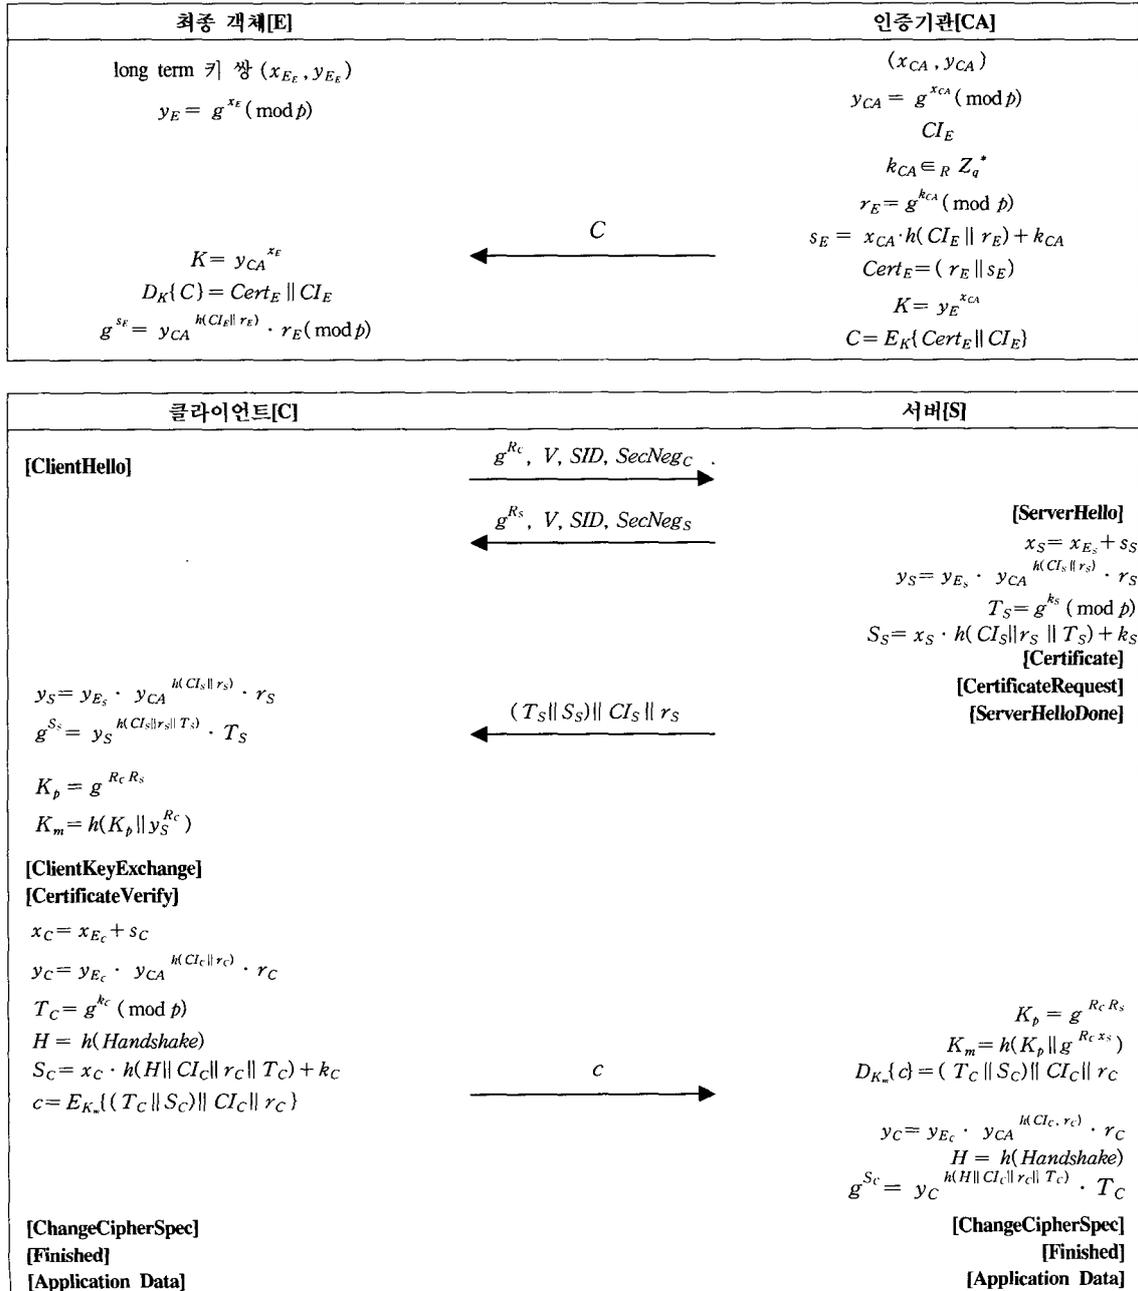 최종 객체[E] 인증기관[CA]
long term 키 쌍 (x_{E_E}, y_{E_E})
y_E = g^{x_E} (mod p)
(x_{CA}, y_{CA})
y_{CA} = g^{x_{CA}} (mod p)
CI_E
k_{CA} ∈_R Z_q^*
r_E = g^{k_{CA}} (mod p)
C
s_E = x_{CA}·h(CI_E || r_E) + k_{CA}
Cert_E = (r_E || s_E)
K = y_E^{x_{CA}}
C = E_K{Cert_E || CI_E}
K = y_{CA}^{x_E}
D_K{C} = Cert_E || CI_E
g^{s_E} = y_{CA}^{h(CI_E || r_E)} · r_E (mod p)
클라이언트[C] 서버[S]
[ClientHello]
g^{R_c}, V, SID, SecNeg_C
g^{R_s}, V, SID, SecNeg_S
[ServerHello]
x_S = x_{E_s} + s_S
y_S = y_{E_s} · y_{CA}^{h(CI_S || r_S)} · r_S
T_S = g^{k_S} (mod p)
S_S = x_S · h(CI_S || r_S || T_S) + k_S
[Certificate]
[CertificateRequest]
[ServerHelloDone]
(T_S || S_S) || CI_S || r_S
y_S = y_{E_s} · y_{CA}^{h(CI_S || r_S)} · r_S
g^{S_s} = y_S^{h(CI_S || r_S || T_S)} · T_S
K_p = g^{R_c R_s}
K_m = h(K_p || y_S^{R_c})
[ClientKeyExchange]
[CertificateVerify]
x_C = x_{E_c} + s_C
y_C = y_{E_c} · y_{CA}^{h(CI_C || r_C)} · r_C
T_C = g^{k_c} (mod p)
H = h(Handshake)
S_C = x_C · h(H || CI_C || r_C || T_C) + k_C
c = E_{K_m}{(T_C || S_C) || CI_C || r_C}
c
K_p = g^{R_c R_s}
K_m = h(K_p || g^{R_c x_s})
D_{K_m}{c} = (T_C || S_C) || CI_C || r_C
y_C = y_{E_c} · y_{CA}^{h(CI_C, r_C)} · r_C
H = h(Handshake)
g^{S_c} = y_C^{h(H || CI_C || r_C || T_C)} · T_C
[ChangeCipherSpec] [ChangeCipherSpec]
[Finished] [Finished]
[Application Data] [Application Data]